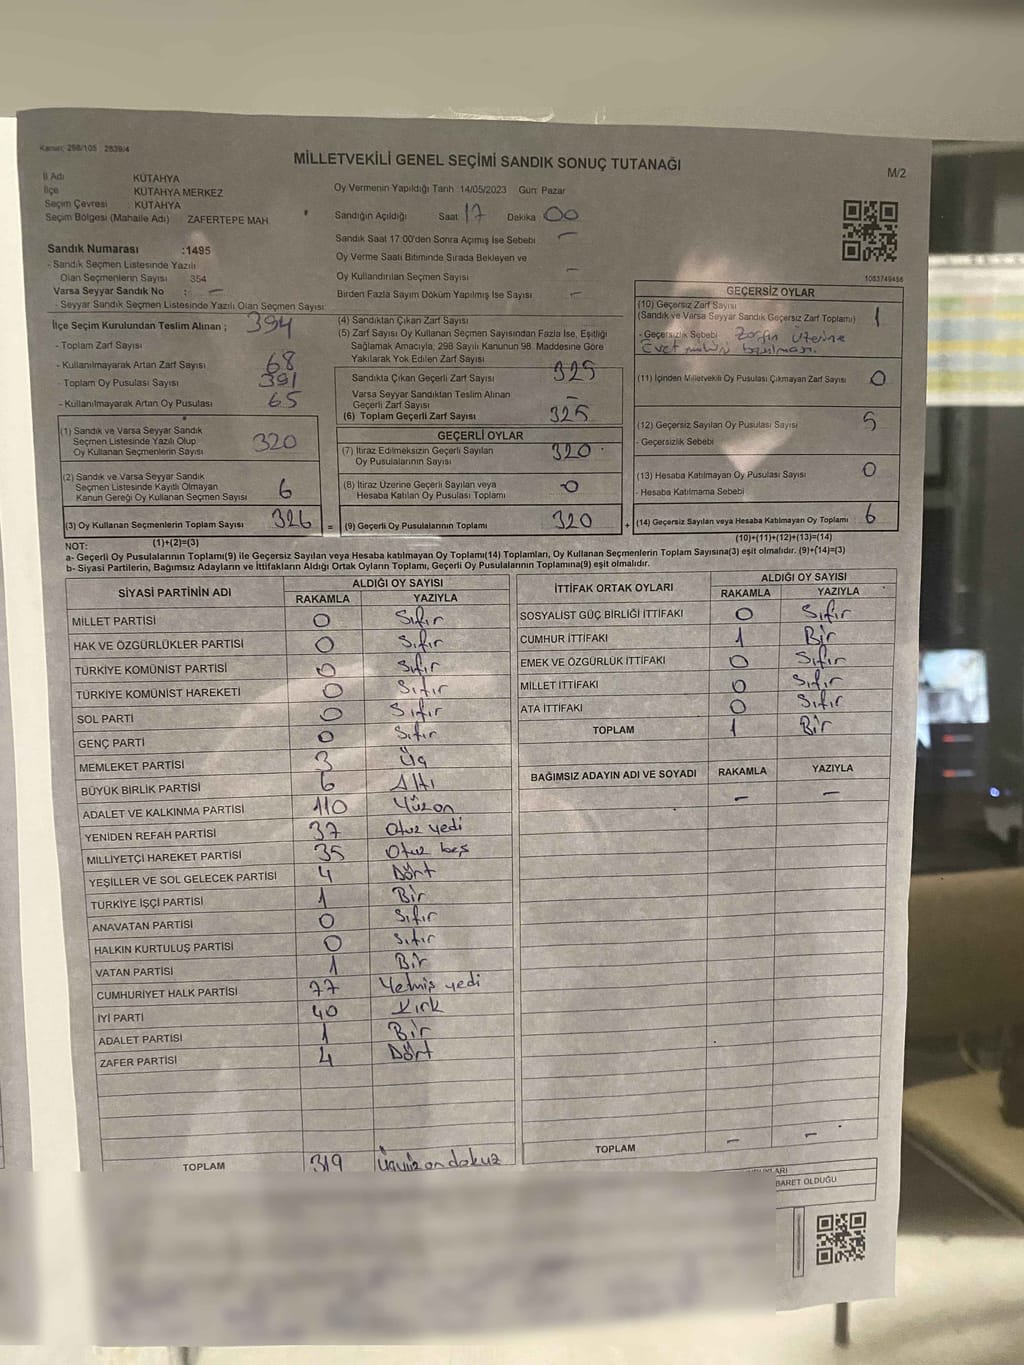 Kanun: 298/105 2839/4
MİLLETVEKİLİ GENEL SEÇİMİ SANDIK SONUÇ TUTANAĞI
M/2
İl Adı KÜTAHYA
İlçe KÜTAHYA MERKEZ
Seçim Çevresi : KÜTAHYA
Seçim Bölgesi (Mahalle Adı) ZAFERTEPE MAH
Oy Vermenin Yapıldığı Tarih 14/05/2023 Gün: Pazar
Sandığın Açıldığı Saat 17 Dakika 00
Sandık Saat 17:00'den Sonra Açılmış İse Sebebi –
Oy Verme Saati Bitiminde Sırada Bekleyen ve
Oy Kullandırılan Seçmen Sayısı –
Birden Fazla Sayım Döküm Yapılmış İse Sayısı –
Sandık Numarası :1495
- Sandık Seçmen Listesinde Yazılı
Olan Seçmenlerin Sayısı 354
Varsa Seyyar Sandık No : –
- Seyyar Sandık Seçmen Listesinde Yazılı Olan Seçmen Sayısı:
İlçe Seçim Kurulundan Teslim Alınan ; 394
- Toplam Zarf Sayısı
- Kullanılmayarak Artan Zarf Sayısı 68
- Toplam Oy Pusulası Sayısı 391
- Kullanılmayarak Artan Oy Pusulası 65
(1) Sandık ve Varsa Seyyar Sandık
Seçmen Listesinde Yazılı Olup
Oy Kullanan Seçmenlerin Sayısı 320
(2) Sandık ve Varsa Seyyar Sandık
Seçmen Listesinde Kayıtlı Olmayan
Kanun Gereği Oy Kullanan Seçmen Sayısı 6
(3) Oy Kullanan Seçmenlerin Toplam Sayısı 326
(1)+(2)=(3)
(4) Sandıktan Çıkan Zarf Sayısı
(5) Zarf Sayısı Oy Kullanan Seçmen Sayısından Fazla İse, Eşitliği
Sağlamak Amacıyla, 298 Sayılı Kanunun 98. Maddesine Göre
Yakılarak Yok Edilen Zarf Sayısı
Sandıkta Çıkan Geçerli Zarf Sayısı 325
Varsa Seyyar Sandıktan Teslim Alınan
Geçerli Zarf Sayısı –
(6) Toplam Geçerli Zarf Sayısı 325
GEÇERLİ OYLAR
(7) İtiraz Edilmeksizin Geçerli Sayılan
Oy Pusulalarının Sayısı 320
(8) İtiraz Üzerine Geçerli Sayılan veya
Hesaba Katılan Oy Pusulası Toplamı 0
= (9) Geçerli Oy Pusulalarının Toplamı 320 +
1063749456
GEÇERSİZ OYLAR
(10) Geçersiz Zarf Sayısı
(Sandık ve Varsa Seyyar Sandık Geçersiz Zarf Toplamı) 1
- Geçersizlik Sebebi Zarfın üzerine
Evet mührü basılması.
(11) İçinden Milletvekili Oy Pusulası Çıkmayan Zarf Sayısı 0
(12) Geçersiz Sayılan Oy Pusulası Sayısı 5
- Geçersizlik Sebebi
(13) Hesaba Katılmayan Oy Pusulası Sayısı 0
- Hesaba Katılmama Sebebi
(14) Geçersiz Sayılan veya Hesaba Katılmayan Oy Toplamı 6
(10)+(11)+(12)+(13)=(14)
NOT:
a- Geçerli Oy Pusulalarının Toplamı(9) ile Geçersiz Sayılan veya Hesaba katılmayan Oy Toplamı(14) Toplamları, Oy Kullanan Seçmenlerin Toplam Sayısına(3) eşit olmalıdır. (9)+(14)=(3)
b- Siyasi Partilerin, Bağımsız Adayların ve İttifakların Aldığı Ortak Oyların Toplamı, Geçerli Oy Pusulalarının Toplamına(9) eşit olmalıdır.
SİYASİ PARTİNİN ADI ALDIĞI OY SAYISI
RAKAMLA YAZIYLA
MİLLET PARTİSİ 0 Sıfır
HAK VE ÖZGÜRLÜKLER PARTİSİ 0 Sıfır
TÜRKİYE KOMÜNİST PARTİSİ 0 Sıfır
TÜRKİYE KOMÜNİST HAREKETİ 0 Sıfır
SOL PARTİ 0 Sıfır
GENÇ PARTİ 0 Sıfır
MEMLEKET PARTİSİ 3 Üç
BÜYÜK BİRLİK PARTİSİ 6 Altı
ADALET VE KALKINMA PARTİSİ 110 Yüzon
YENİDEN REFAH PARTİSİ 37 Otuz yedi
MİLLİYETÇİ HAREKET PARTİSİ 35 Otuz beş
YEŞİLLER VE SOL GELECEK PARTİSİ 4 Dört
TÜRKİYE İŞÇİ PARTİSİ 1 Bir
ANAVATAN PARTİSİ 0 Sıfır
HALKIN KURTULUŞ PARTİSİ 0 Sıfır
VATAN PARTİSİ 1 Bir
CUMHURİYET HALK PARTİSİ 77 Yetmiş yedi
İYİ PARTİ 40 Kırk
ADALET PARTİSİ 1 Bir
ZAFER PARTİSİ 4 Dört
TOPLAM 319 Üçyüz on dokuz
İTTİFAK ORTAK OYLARI ALDIĞI OY SAYISI
RAKAMLA YAZIYLA
SOSYALİST GÜÇ BİRLİĞİ İTTİFAKI 0 Sıfır
CUMHUR İTTİFAKI 1 Bir
EMEK VE ÖZGÜRLÜK İTTİFAKI 0 Sıfır
MİLLET İTTİFAKI 0 Sıfır
ATA İTTİFAKI 0 Sıfır
TOPLAM 1 Bir
BAĞIMSIZ ADAYIN ADI VE SOYADI RAKAMLA YAZIYLA
– –
TOPLAM – –
BARET OLDUĞU